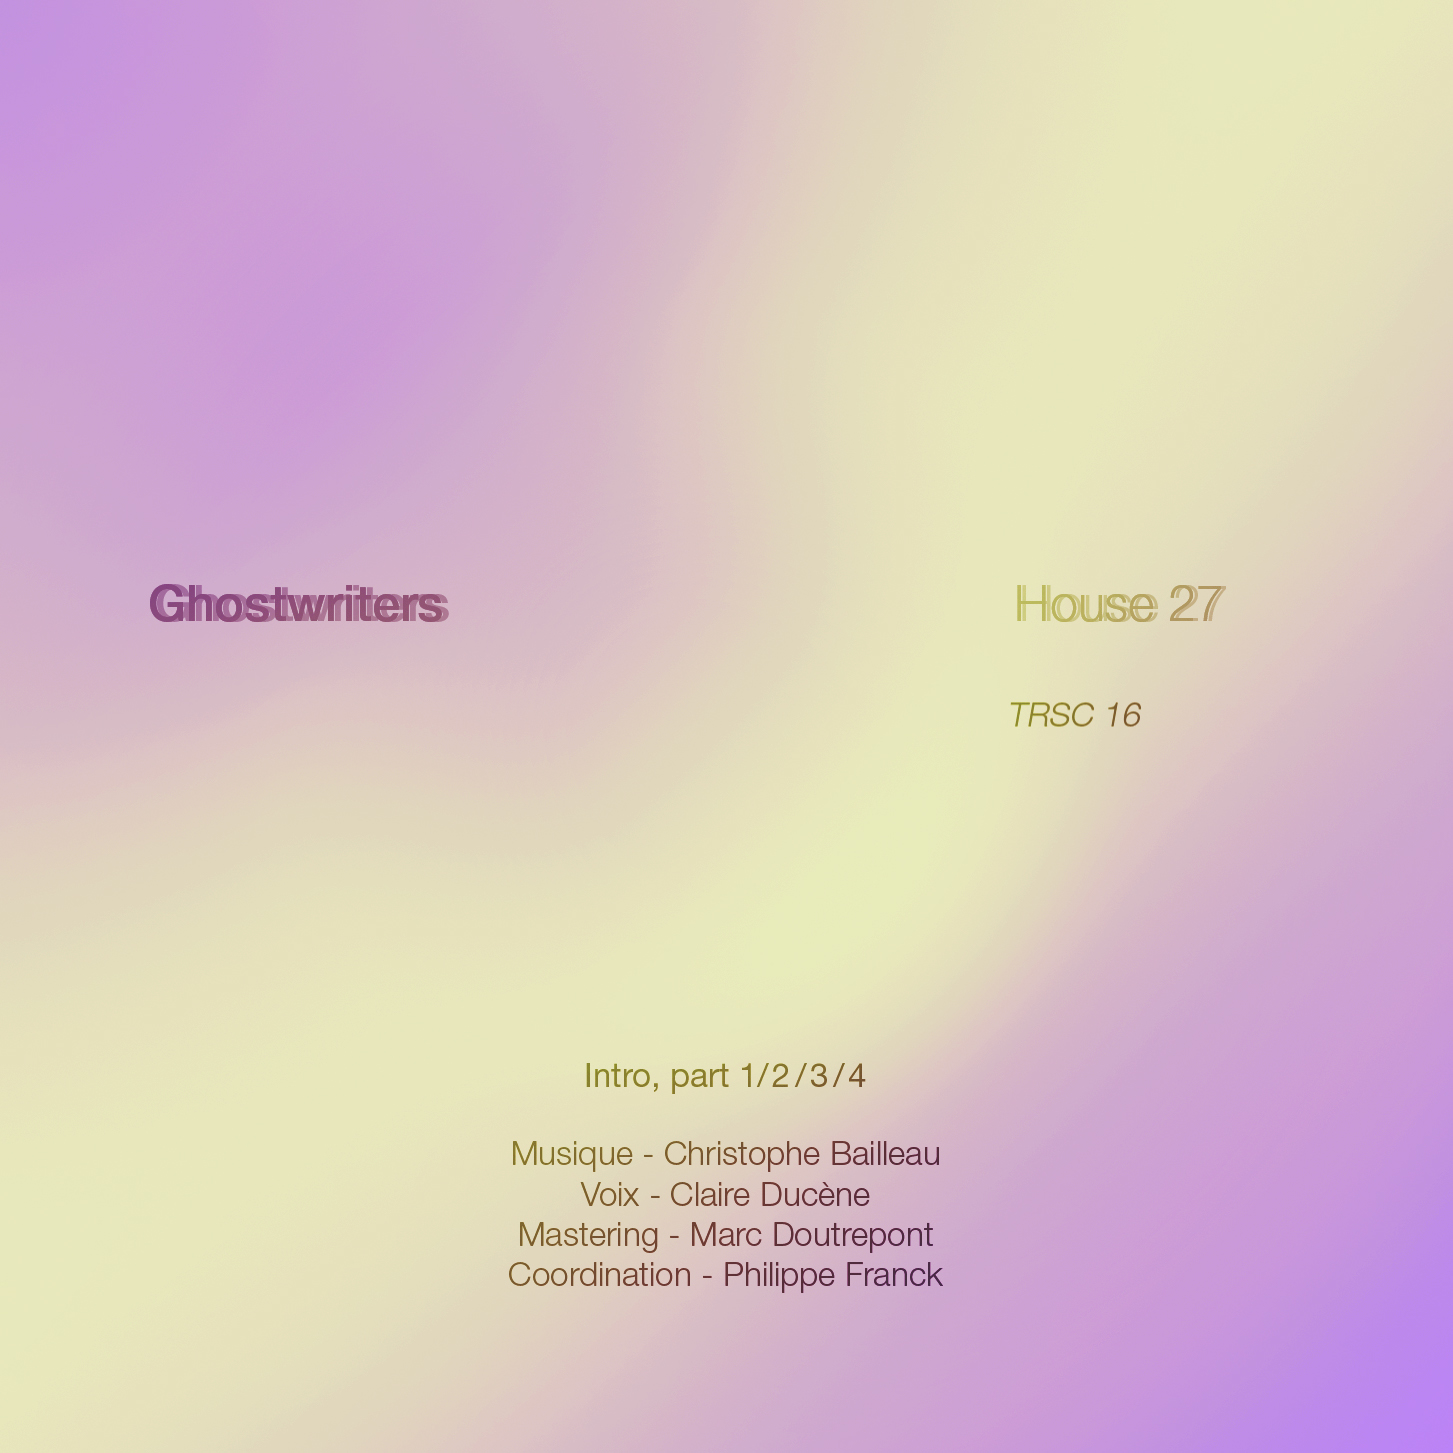 Ghostwriters
House 27
TRSC 16
Intro, part 1/2/3/4
Musique - Christophe Bailleau
Voix - Claire Ducène
Mastering - Marc Doutrepont
Coordination - Philippe Franck